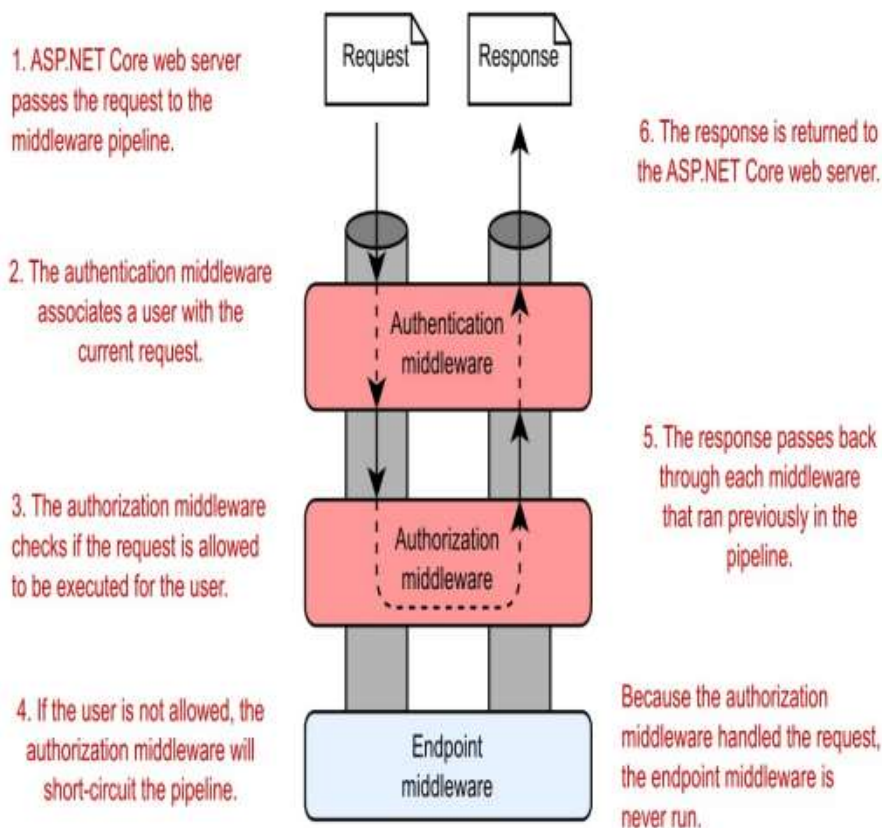 Request
Response
1. ASP.NET Core web server
passes the request to the
middleware pipeline.
6. The response is returned to
the ASP.NET Core web server.
2. The authentication middleware
associates a user with the
current request.
Authentication
middleware
5. The response passes back
through each middleware
that ran previously in the
pipeline.
3. The authorization middleware
checks if the request is allowed
to be executed for the user.
Authorization
middleware
4. If the user is not allowed, the
authorization middleware will
short-circuit the pipeline.
Endpoint
middleware
Because the authorization
middleware handled the request,
the endpoint middleware is
never run.